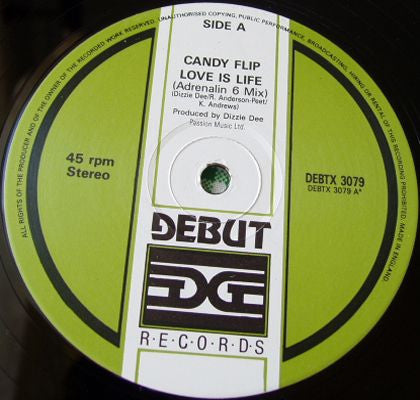 ALL RIGHTS OF THE PRODUCER AND OF THE OWNER OF THE RECORDED WORK RESERVED. UNAUTHORISED COPYING, PUBLIC PERFORMANCE, BROADCASTING, HIRING OR RENTAL OF THIS RECORDING PROHIBITED. MADE IN ENGLAND.
SIDE A
CANDY FLIP
LOVE IS LIFE
(Adrenalin 6 Mix)
(Dizzie Dee/R. Anderson-Peet/
K. Andrews)
Produced by Dizzie Dee
Passion Music Ltd.
45 rpm
Stereo
DEBTX 3079
DEBTX 3079 A*
DEBUT
EDGE
R·E·C·O·R·D·S